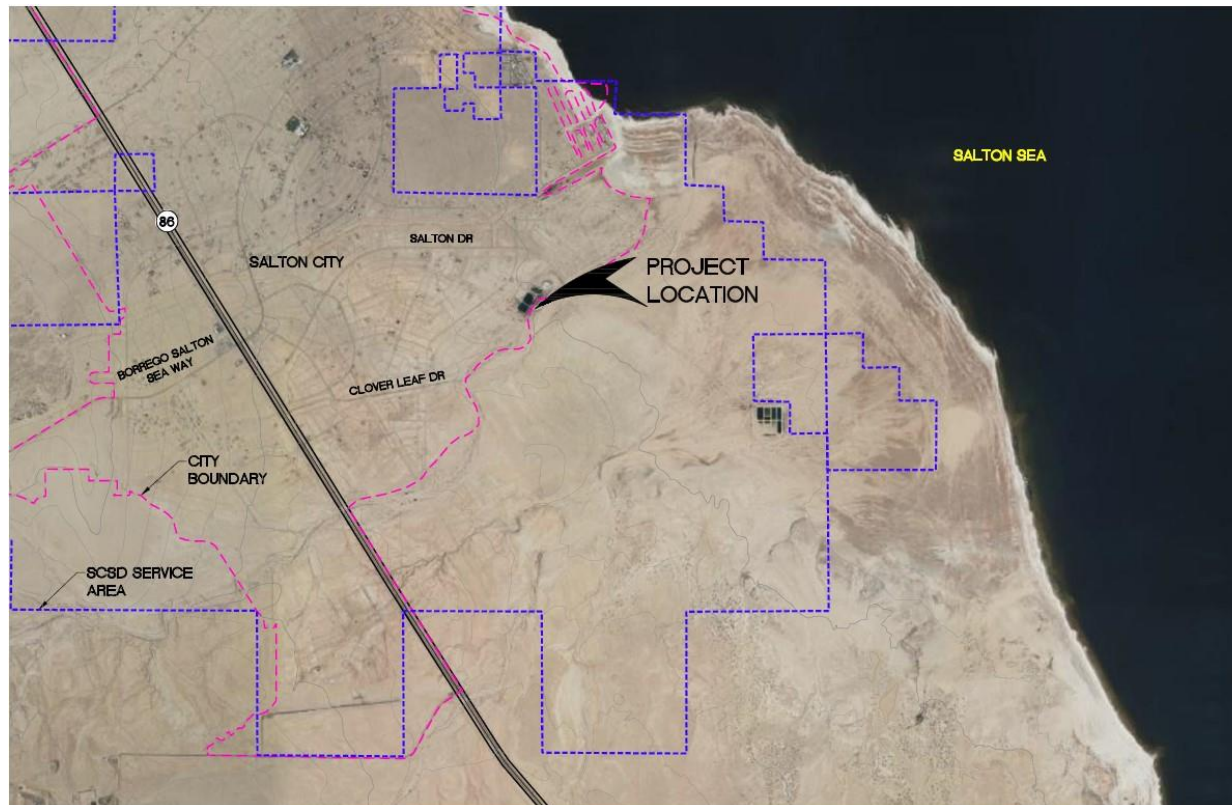 SALTON SEA
86
SALTON DR
SALTON CITY
PROJECT
LOCATION
BORREGO SALTON
SEA WAY
CLOVER LEAF DR
CITY
BOUNDARY
SCSD SERVICE
AREA